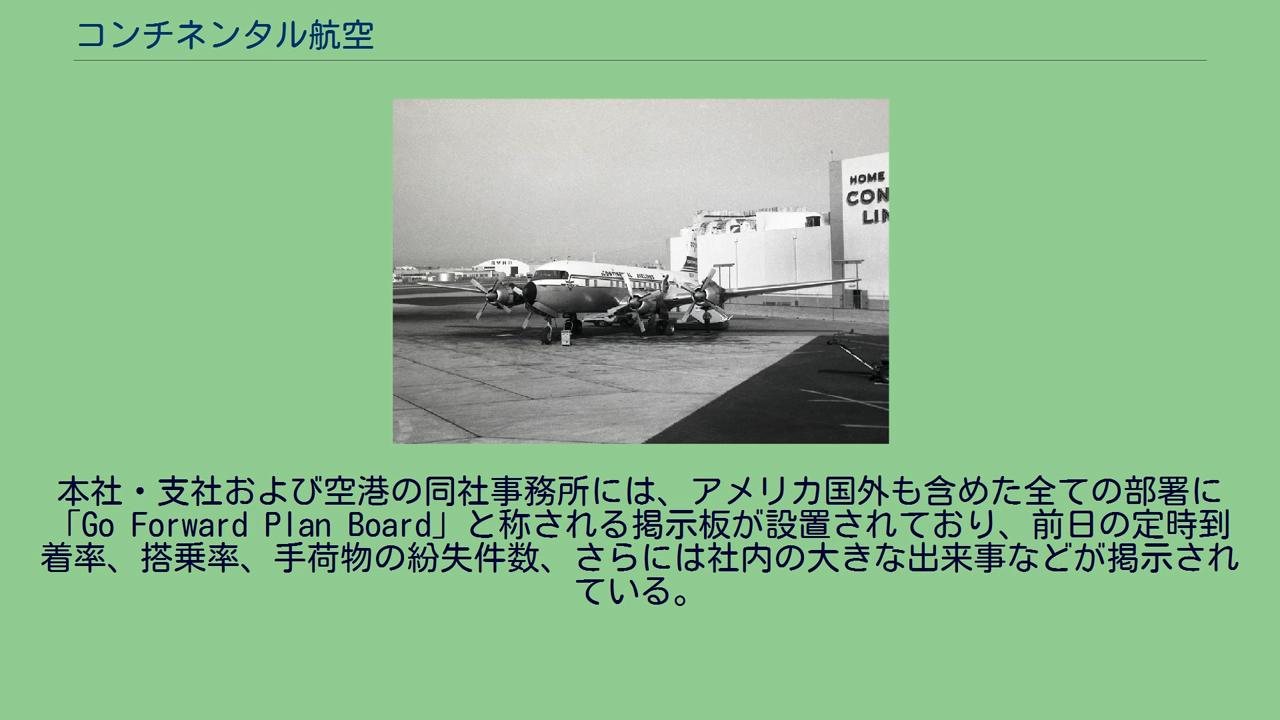 コンチネンタル航空
HOME
CON
LIN
本社・支社および空港の同社事務所には、アメリカ国外も含めた全ての部署に
「Go Forward Plan Board」と称される掲示板が設置されており、前日の定時到
着率、搭乗率、手荷物の紛失件数、さらには社内の大きな出来事などが掲示され
ている。